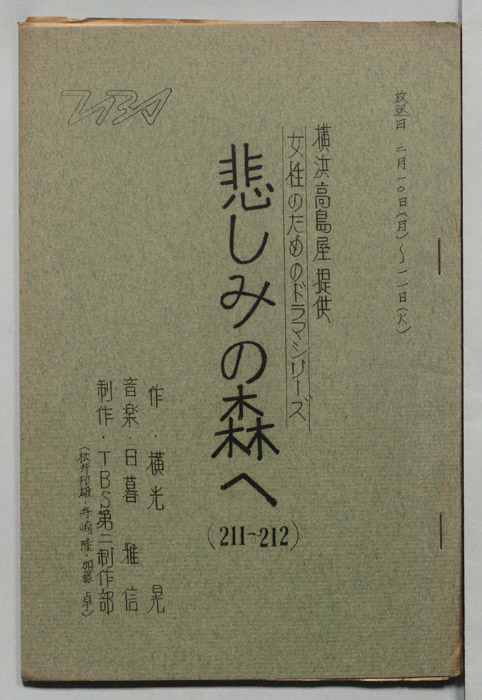 放送日 二月一〇日(月)〜一一日(火)
横浜高島屋提供
女性のためのドラマシリーズ
悲しみの森へ
(211〜212)
作・横光 晃
音楽・日暮 雅信
制作・TBS第二制作部
(松井邦雄・寺嶋 隆・加藤 卓)
TBS